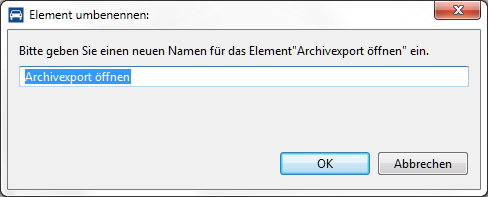 Element umbenennen:
Bitte geben Sie einen neuen Namen für das Element"Archivexport öffnen" ein.
Archivexport öffnen
OK
Abbrechen